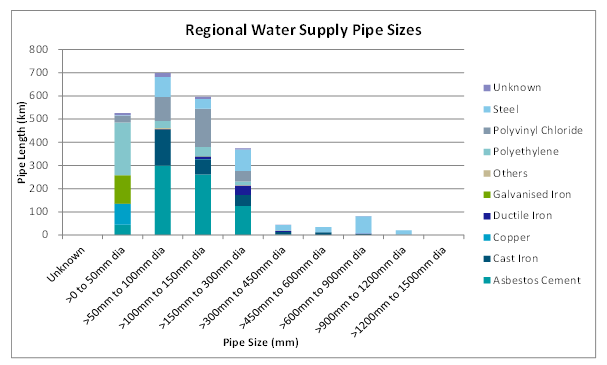 Regional Water Supply Pipe Sizes
Pipe Length (km)
800
700
600
500
400
300
200
100
0
Unknown
>0 to 50mm dia
>50mm to 100mm dia
>100mm to 150mm dia
>150mm to 300mm dia
>300mm to 450mm dia
>450mm to 600mm dia
>600mm to 900mm dia
>900mm to 1200mm dia
>1200mm to 1500mm dia
Pipe Size (mm)
Unknown
Steel
Polyvinyl Chloride
Polyethylene
Others
Galvanised Iron
Ductile Iron
Copper
Cast Iron
Asbestos Cement